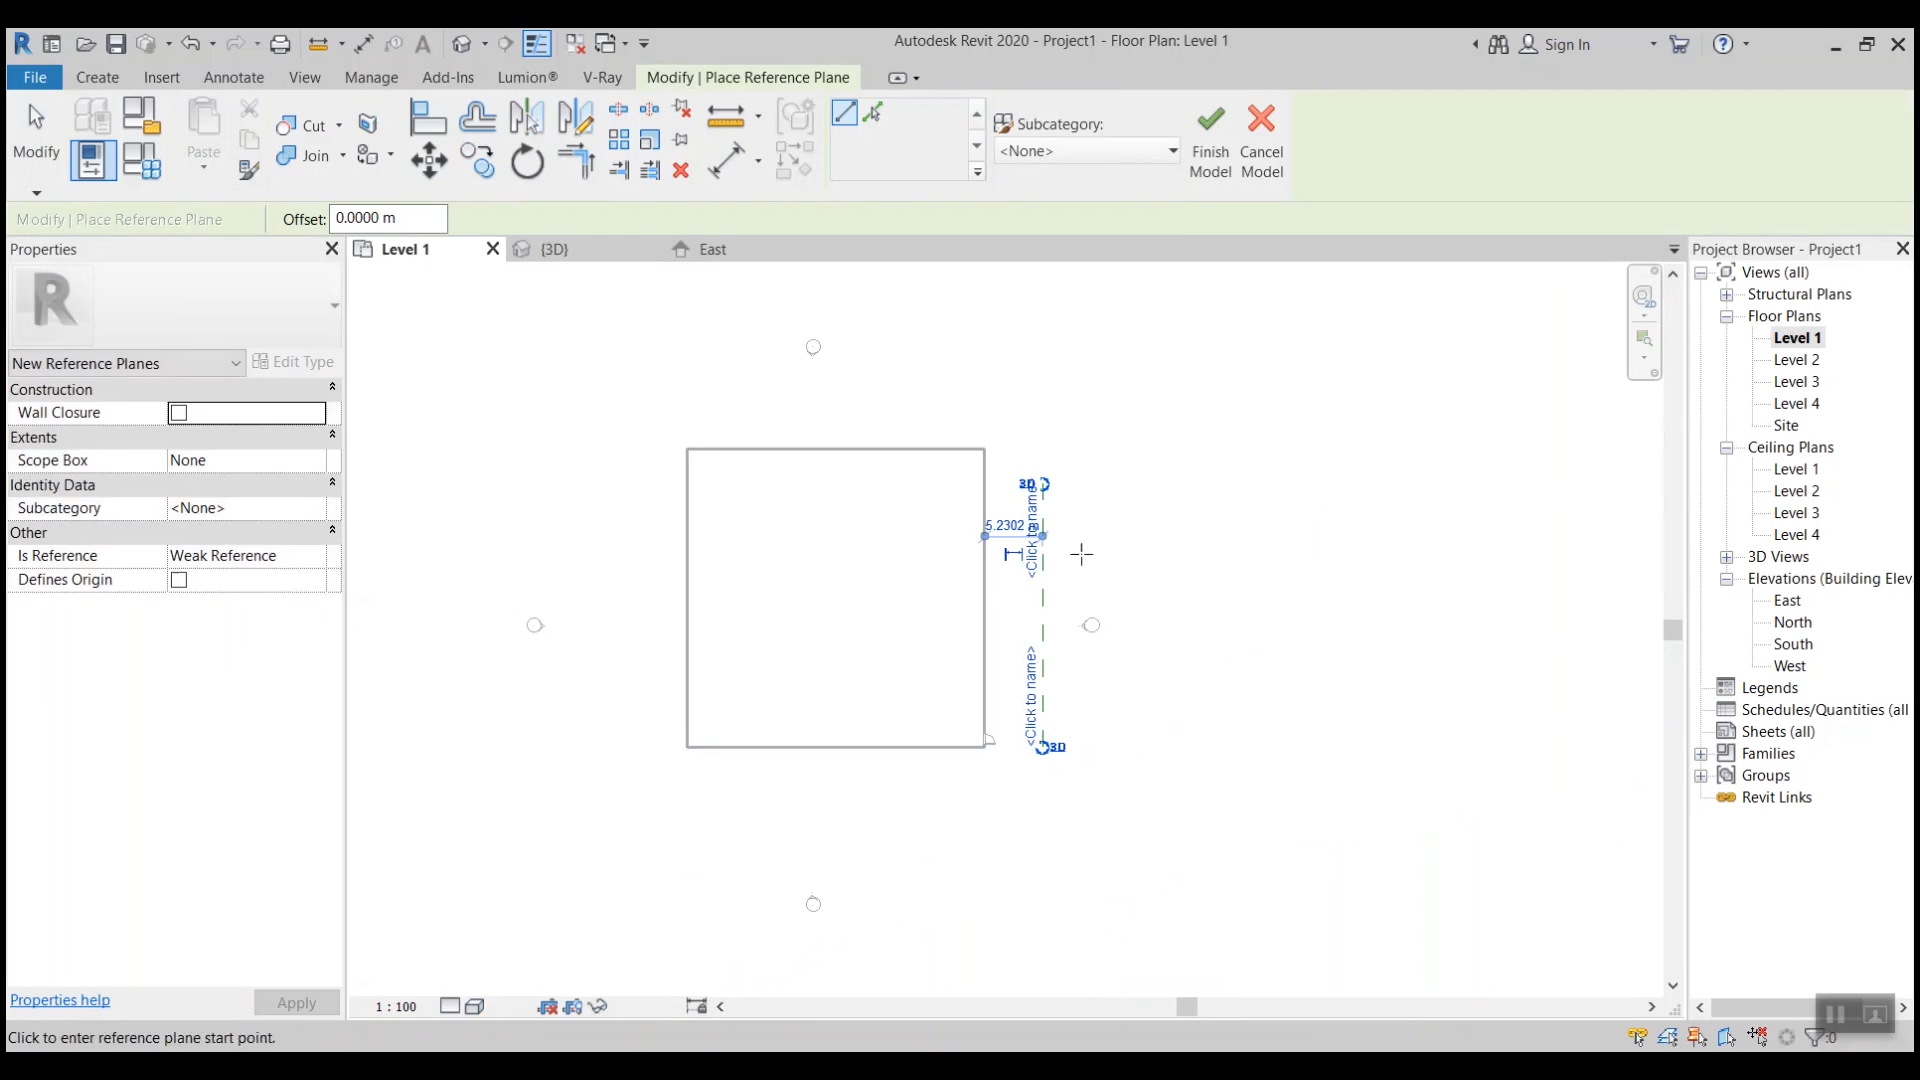 Autodesk Revit 2020 - Project1 - Floor Plan: Level 1
Sign In
File
Create
Insert
Annotate
View
Manage
Add-Ins
Lumion®
V-Ray
Modify | Place Reference Plane
Modify
Paste
Cut
Join
Subcategory:
<None>
Finish
Model
Cancel
Model
Modify | Place Reference Plane
Offset:
0.0000 m
Properties
Level 1
{3D}
East
Project Browser - Project1
New Reference Planes
Edit Type
Construction
Wall Closure
Extents
Scope Box
None
Identity Data
Subcategory
<None>
Other
Is Reference
Weak Reference
Defines Origin
Properties help
Apply
3D
<Click to name>
5.2302 m
<Click to name>
3D
2D
Views (all)
Structural Plans
Floor Plans
Level 1
Level 2
Level 3
Level 4
Site
Ceiling Plans
Level 1
Level 2
Level 3
Level 4
3D Views
Elevations (Building Elev
East
North
South
West
Legends
Schedules/Quantities (all
Sheets (all)
Families
Groups
Revit Links
1 : 100
Click to enter reference plane start point.
:0